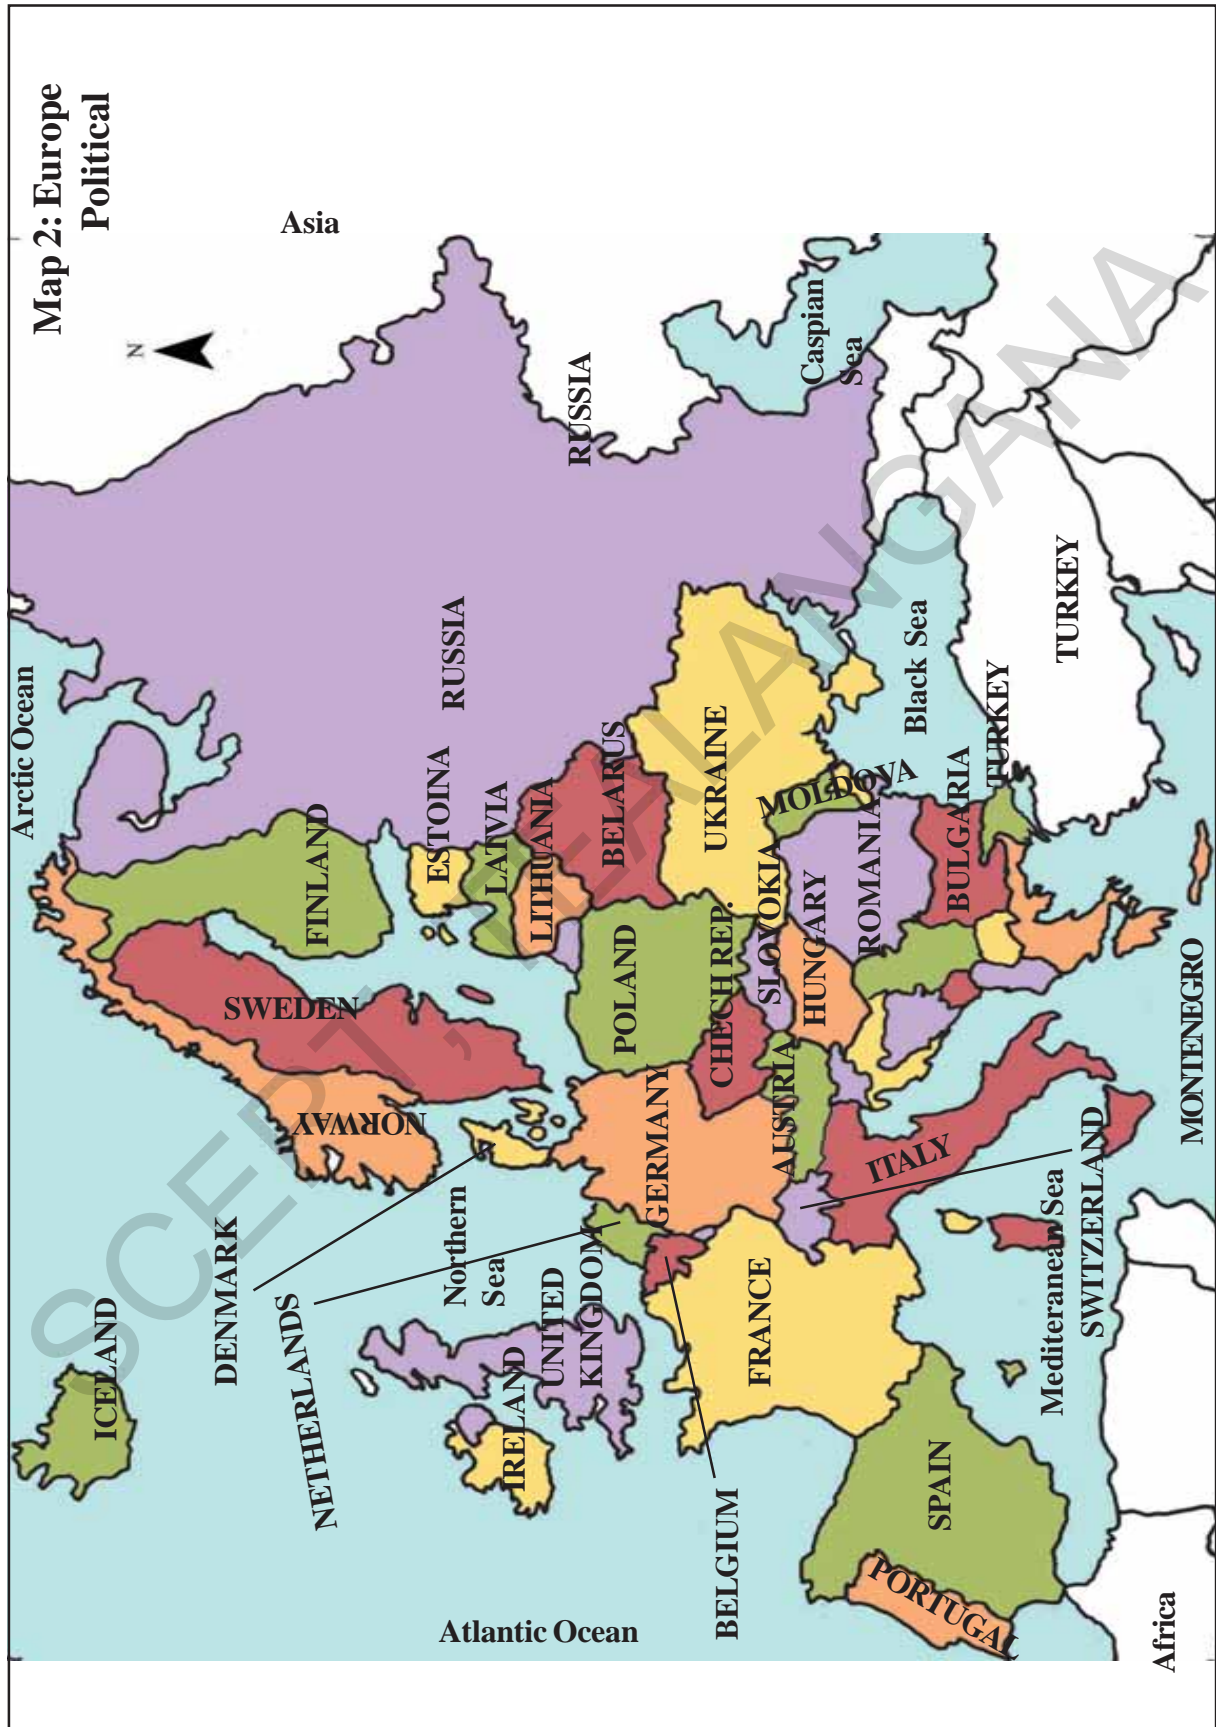 Map 2: Europe
Political
N
Asia
Arctic Ocean
ICELAND
NORWAY
SWEDEN
FINLAND
RUSSIA
RUSSIA
ESTOINA
LATVIA
LITHUANIA
BELARUS
DENMARK
NETHERLANDS
Northern
Sea
UNITED
KINGDOM
IRELAND
GERMANY
POLAND
CHECH REP.
SLOVOKIA
UKRAINE
MOLDOVA
Caspian
Sea
BELGIUM
FRANCE
AUSTRIA
HUNGARY
ROMANIA
BULGARIA
Black Sea
TURKEY
TURKEY
Atlantic Ocean
PORTUGAL
SPAIN
ITALY
Mediteranean Sea
SWITZERLAND
MONTENEGRO
Africa
SCERT, TEALANGANA